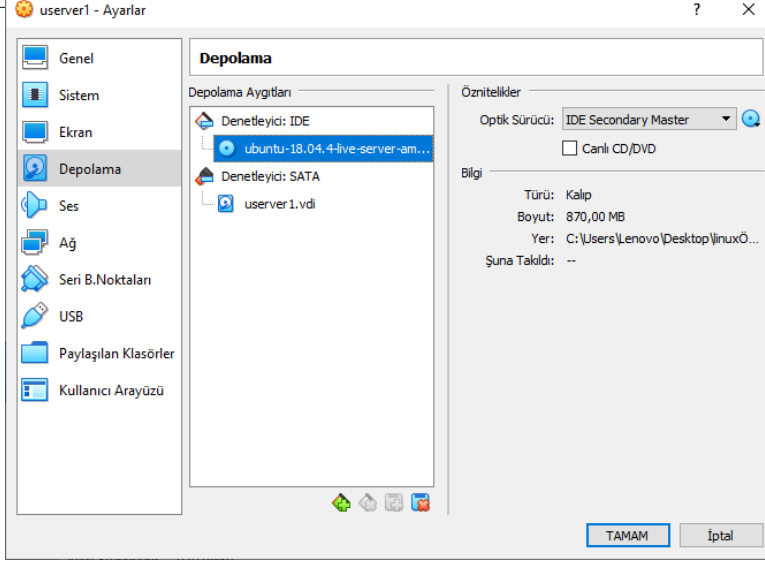 userver1 - Ayarlar
?
Genel
Sistem
Ekran
Depolama
Ses
Ağ
Seri B.Noktaları
USB
Paylaşılan Klasörler
Kullanıcı Arayüzü
Depolama
Depolama Aygıtları
Denetleyici: IDE
ubuntu-18.04.4-live-server-am...
Denetleyici: SATA
userver1.vdi
Öznitelikler
Optik Sürücü: IDE Secondary Master
Canlı CD/DVD
Bilgi
Türü: Kalıp
Boyut: 870,00 MB
Yer: C:\Users\Lenovo\Desktop\linuxÖ...
Şuna Takıldı: --
TAMAM
İptal